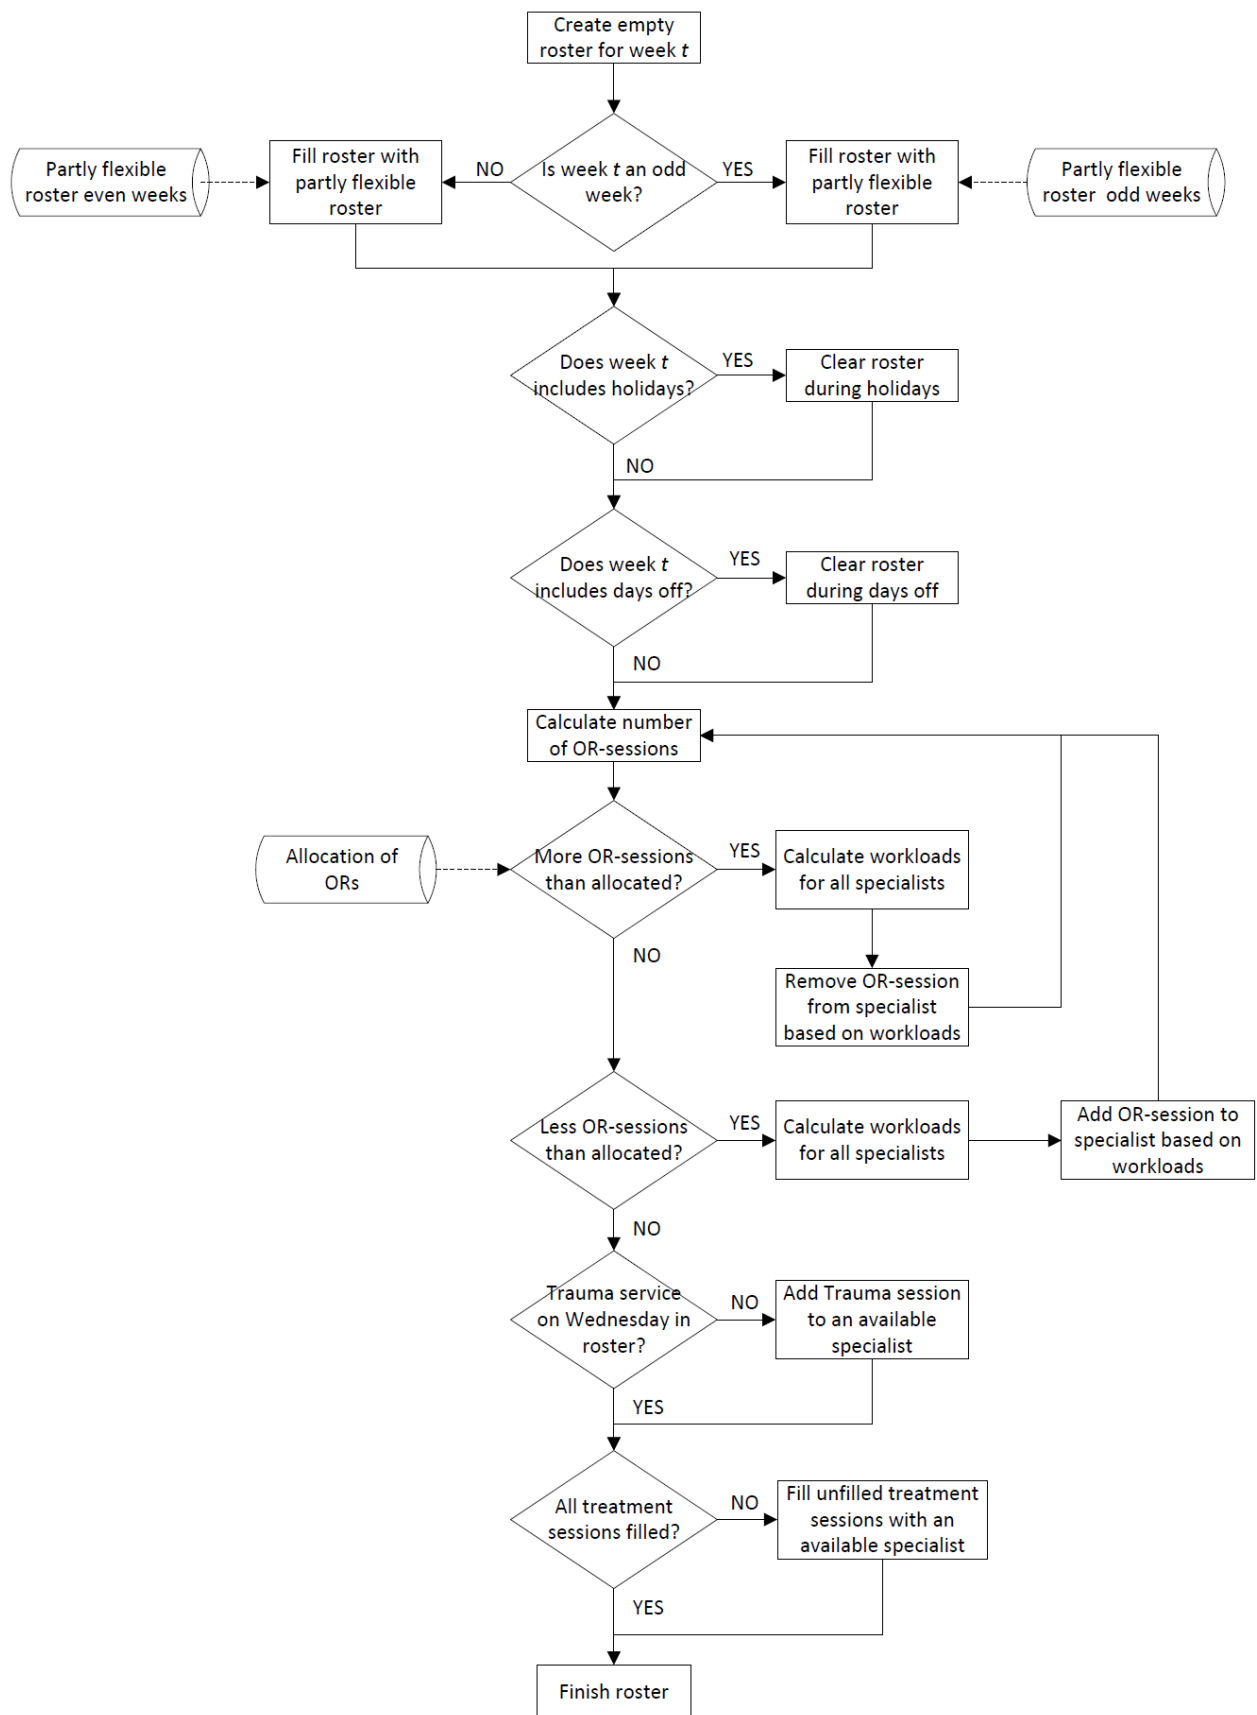 Create empty
roster for week t
Partly flexible
roster even weeks
Fill roster with
partly flexible
roster
NO
Is week t an odd
week?
YES
Fill roster with
partly flexible
roster
Partly flexible
roster odd weeks
Does week t
includes holidays?
YES
Clear roster
during holidays
NO
Does week t
includes days off?
YES
Clear roster
during days off
NO
Calculate number
of OR-sessions
Allocation of
ORs
More OR-sessions
than allocated?
YES
Calculate workloads
for all specialists
NO
Remove OR-session
from specialist
based on workloads
Less OR-sessions
than allocated?
YES
Calculate workloads
for all specialists
Add OR-session to
specialist based on
workloads
NO
Trauma service
on Wednesday in
roster?
NO
Add Trauma session
to an available
specialist
YES
All treatment
sessions filled?
NO
Fill unfilled treatment
sessions with an
available specialist
YES
Finish roster